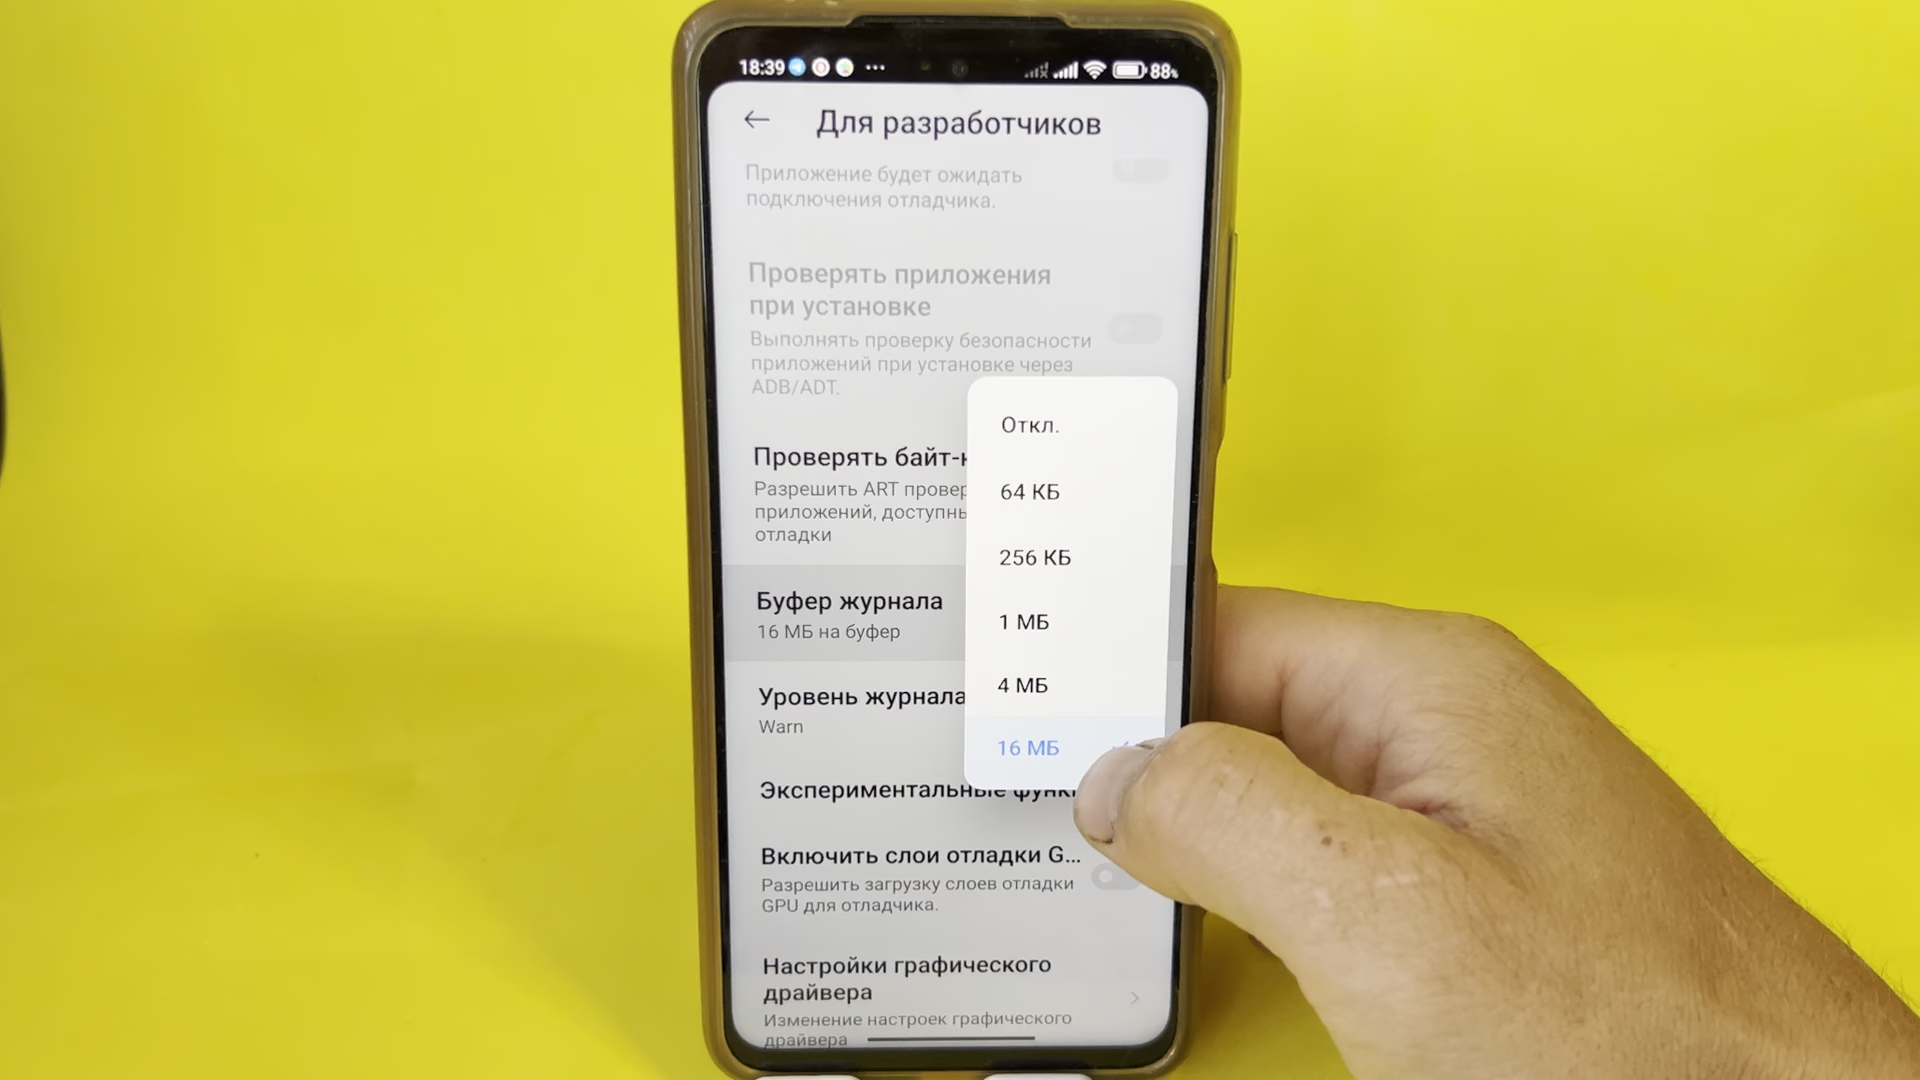 18:39 88%
Для разработчиков
Приложение будет ожидать
подключения отладчика.
Проверять приложения
при установке
Выполнять проверку безопасности
приложений при установке через
ADB/ADT.
Откл.
Проверять байт-к
64 КБ
Разрешить ART провер
приложений, доступны
отладки
256 КБ
Буфер журнала
1 МБ
16 МБ на буфер
4 МБ
Уровень журнала
Warn
16 МБ
Экспериментальные функ
Включить слои отладки G...
Разрешить загрузку слоев отладки
GPU для отладчика.
Настройки графического
драйвера
Изменение настроек графического
драйвера